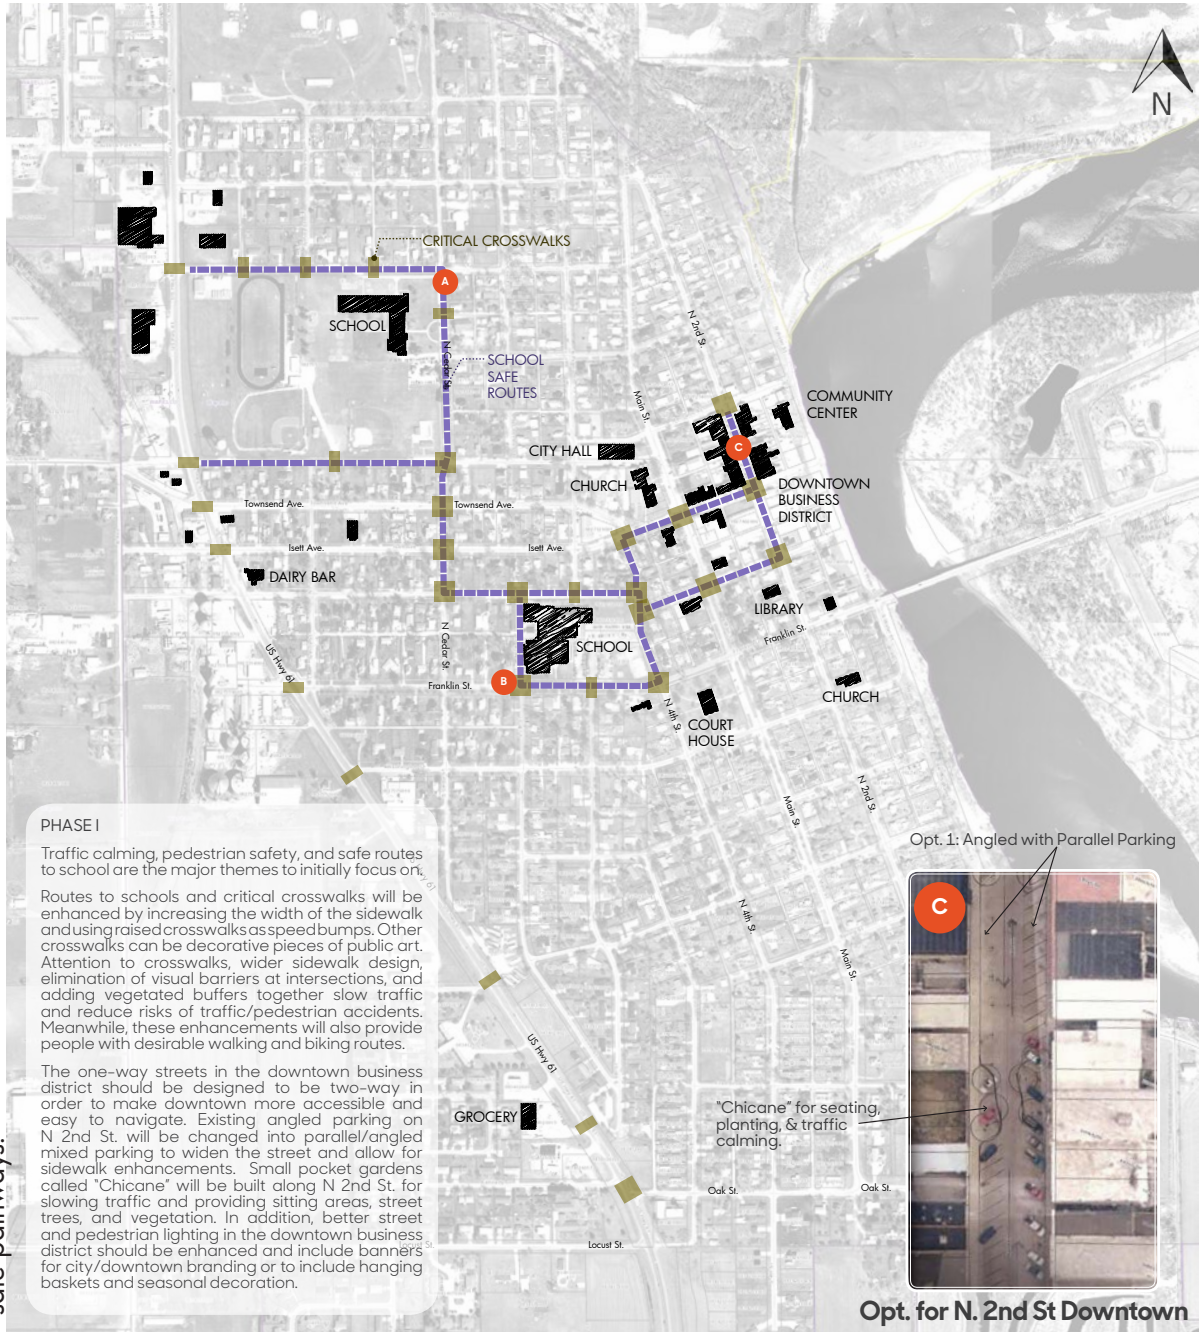 N
CRITICAL CROSSWALKS
A
SCHOOL
N Cedar St.
SCHOOL
SAFE
ROUTES
N 2nd St.
Main St.
COMMUNITY
CENTER
C
CITY HALL
CHURCH
DOWNTOWN
BUSINESS
DISTRICT
Townsend Ave.
Townsend Ave.
Isett Ave.
Isett Ave.
DAIRY BAR
LIBRARY
Franklin St.
SCHOOL
N Cedar St.
US Hwy 61
B
Franklin St.
N 4th St.
COURT
HOUSE
CHURCH
N 2nd St.
Main St.
N 4th St.
Main St.
US Hwy 61
GROCERY
Oak St.
Oak St.
Locust St.
PHASE I
Traffic calming, pedestrian safety, and safe routes
to school are the major themes to initially focus on.
Routes to schools and critical crosswalks will be
enhanced by increasing the width of the sidewalk
and using raised crosswalks as speed bumps. Other
crosswalks can be decorative pieces of public art.
Attention to crosswalks, wider sidewalk design,
elimination of visual barriers at intersections, and
adding vegetated buffers together slow traffic
and reduce risks of traffic/pedestrian accidents.
Meanwhile, these enhancements will also provide
people with desirable walking and biking routes.
The one-way streets in the downtown business
district should be designed to be two-way in
order to make downtown more accessible and
easy to navigate. Existing angled parking on
N 2nd St. will be changed into parallel/angled
mixed parking to widen the street and allow for
sidewalk enhancements. Small pocket gardens
called "Chicane" will be built along N 2nd St. for
slowing traffic and providing sitting areas, street
trees, and vegetation. In addition, better street
and pedestrian lighting in the downtown business
district should be enhanced and include banners
for city/downtown branding or to include hanging
baskets and seasonal decoration.
Opt. 1: Angled with Parallel Parking
C
"Chicane" for seating,
planting, & traffic
calming.
Opt. for N. 2nd St Downtown